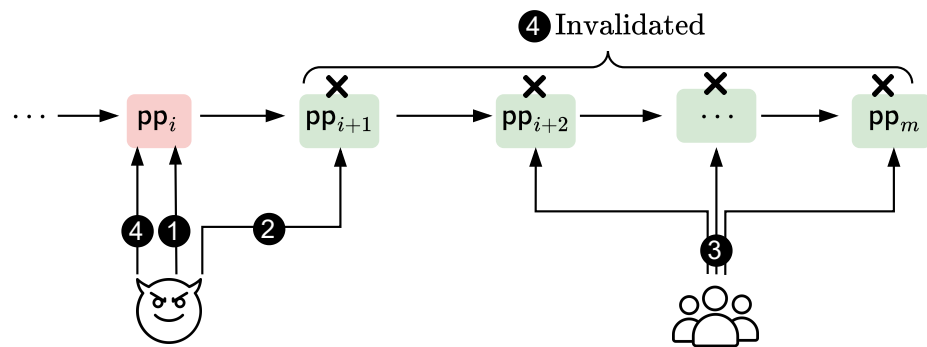 4 Invalidated
··· pp_i pp_{i+1} pp_{i+2} ··· pp_m
4 1 2
3